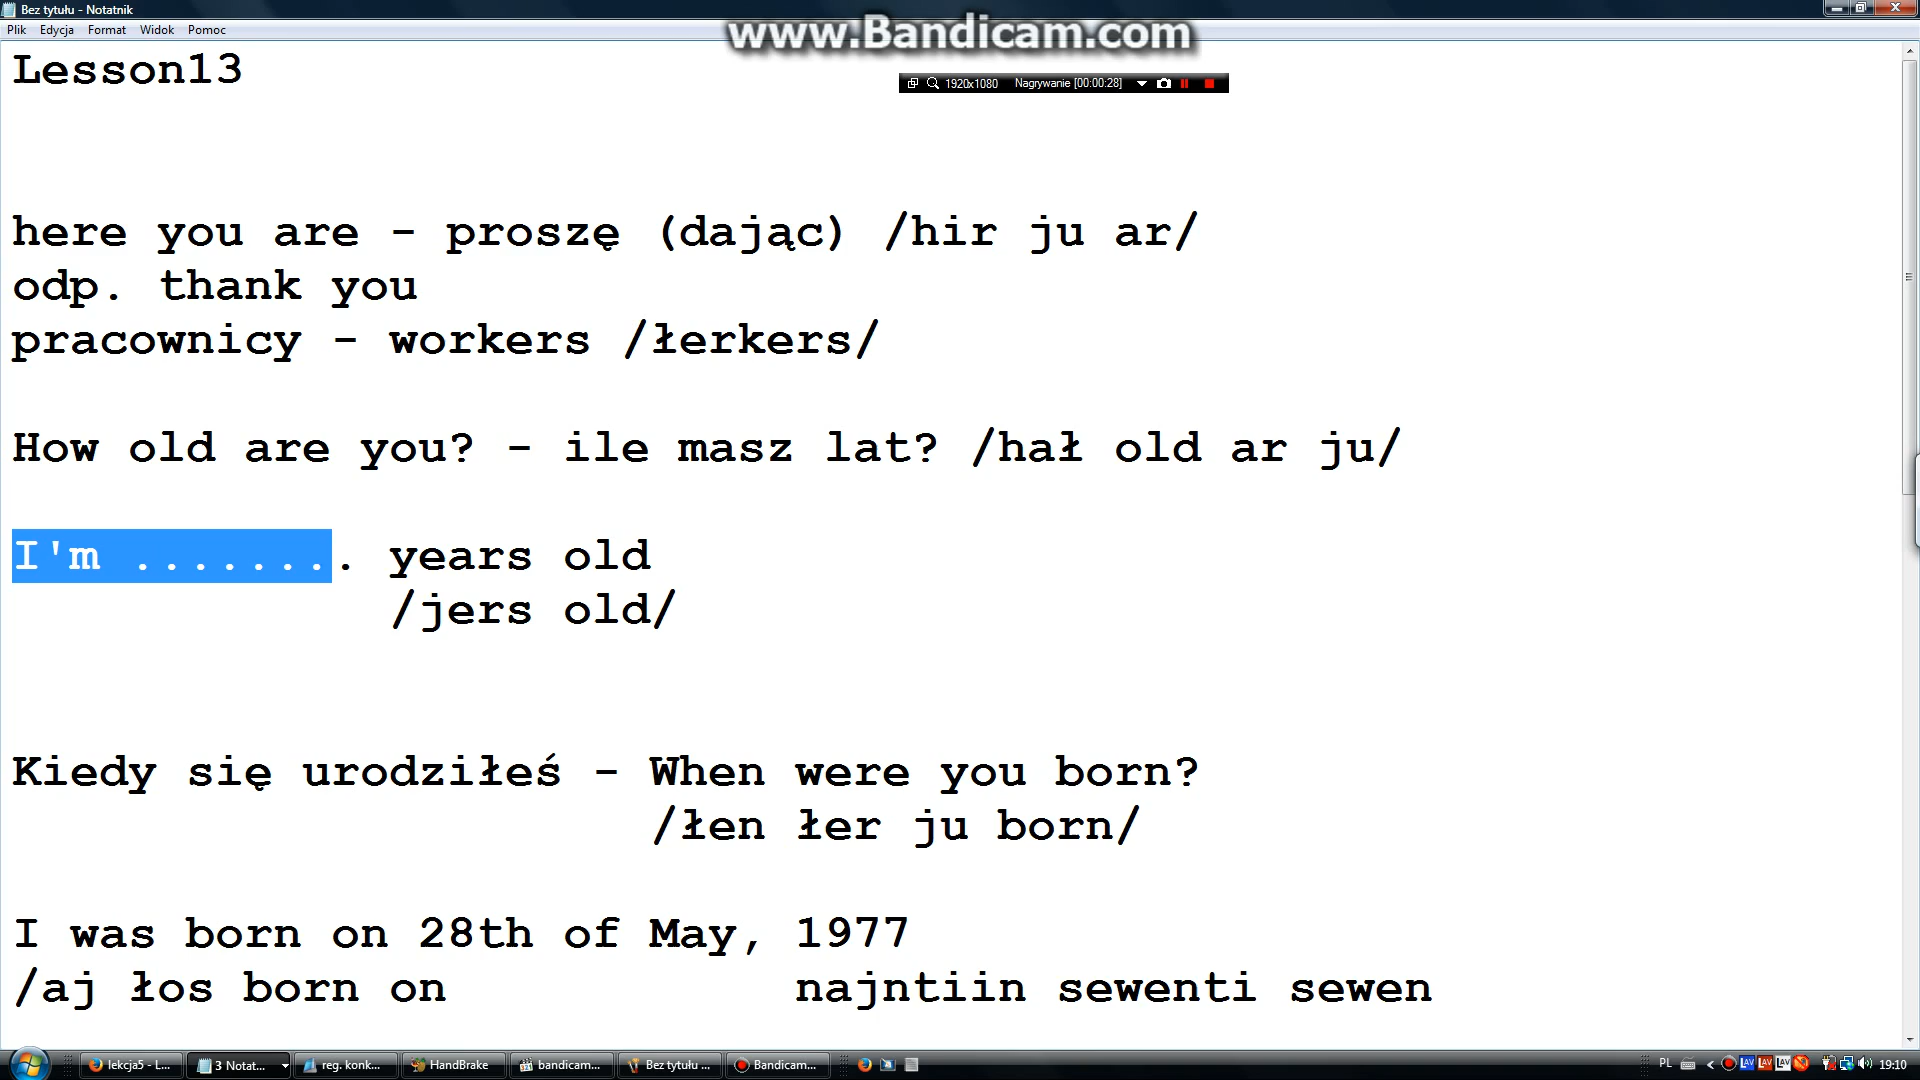 Bez tytułu - Notatnik
Plik Edycja Format Widok Pomoc
www.Bandicam.com
1920x1080 Nagrywanie [00:00:28]
Lesson13
here you are - proszę (dając) /hir ju ar/
odp. thank you
pracownicy - workers /łerkers/
How old are you? - ile masz lat? /hał old ar ju/
I'm ........ years old
/jers old/
Kiedy się urodziłeś - When were you born?
/łen łer ju born/
I was born on 28th of May, 1977
/aj łos born on najntiin sewenti sewen
lekcja5 - L... 3 Notat... reg. konk... HandBrake bandicam... Bez tytułu ... Bandicam... PL < LAV LAV LAV 19:10